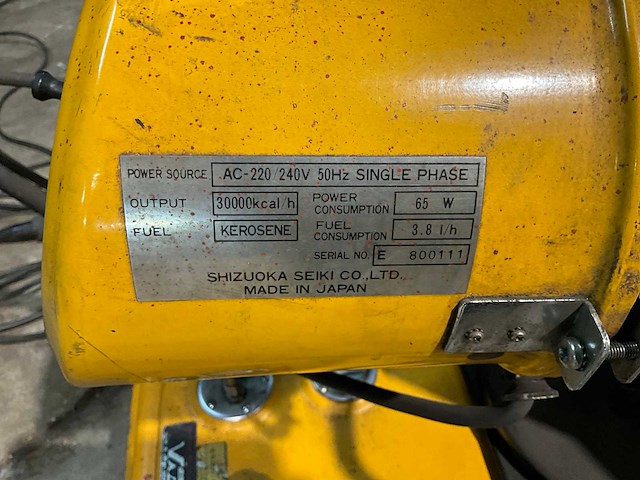 POWER SOURCE AC-220/240V 50Hz SINGLE PHASE
OUTPUT 30000kcal/h POWER CONSUMPTION 65 W
FUEL KEROSENE FUEL CONSUMPTION 3.8 l/h
SERIAL NO. E 800111
SHIZUOKA SEIKI CO.,LTD.
MADE IN JAPAN